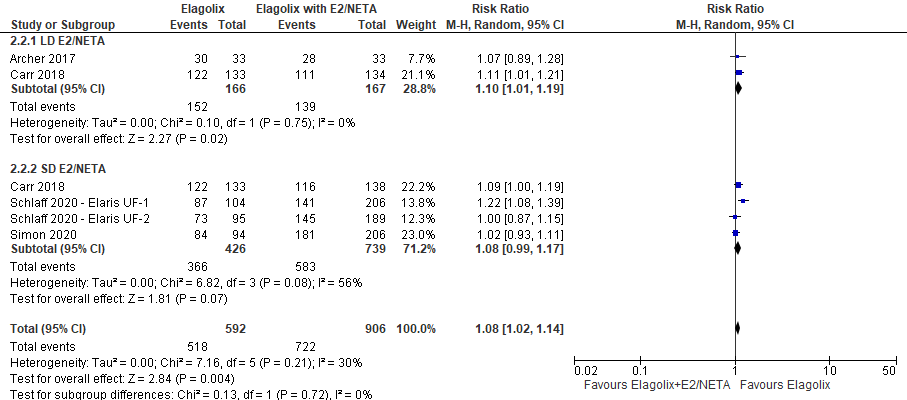 Elagolix Elagolix with E2/NETA Risk Ratio Risk Ratio
Study or Subgroup Events Total Events Total Weight M-H, Random, 95% CI M-H, Random, 95% CI
2.2.1 LD E2/NETA
Archer 2017 30 33 28 33 7.7% 1.07 [0.89, 1.28]
Carr 2018 122 133 111 134 21.1% 1.11 [1.01, 1.21]
Subtotal (95% CI) 166 167 28.8% 1.10 [1.01, 1.19]
Total events 152 139
Heterogeneity: Tau² = 0.00; Chi² = 0.10, df = 1 (P = 0.75); I² = 0%
Test for overall effect: Z = 2.27 (P = 0.02)
2.2.2 SD E2/NETA
Carr 2018 122 133 116 138 22.2% 1.09 [1.00, 1.19]
Schlaff 2020 - Elaris UF-1 87 104 141 206 13.8% 1.22 [1.08, 1.39]
Schlaff 2020 - Elaris UF-2 73 95 145 189 12.3% 1.00 [0.87, 1.15]
Simon 2020 84 94 181 206 23.0% 1.02 [0.93, 1.11]
Subtotal (95% CI) 426 739 71.2% 1.08 [0.99, 1.17]
Total events 366 583
Heterogeneity: Tau² = 0.00; Chi² = 6.82, df = 3 (P = 0.08); I² = 56%
Test for overall effect: Z = 1.81 (P = 0.07)
Total (95% CI) 592 906 100.0% 1.08 [1.02, 1.14]
Total events 518 722
Heterogeneity: Tau² = 0.00; Chi² = 7.16, df = 5 (P = 0.21); I² = 30%
Test for overall effect: Z = 2.84 (P = 0.004)
Test for subgroup differences: Chi² = 0.13, df = 1 (P = 0.72), I² = 0%
0.02 0.1 1 10 50
Favours Elagolix+E2/NETA Favours Elagolix